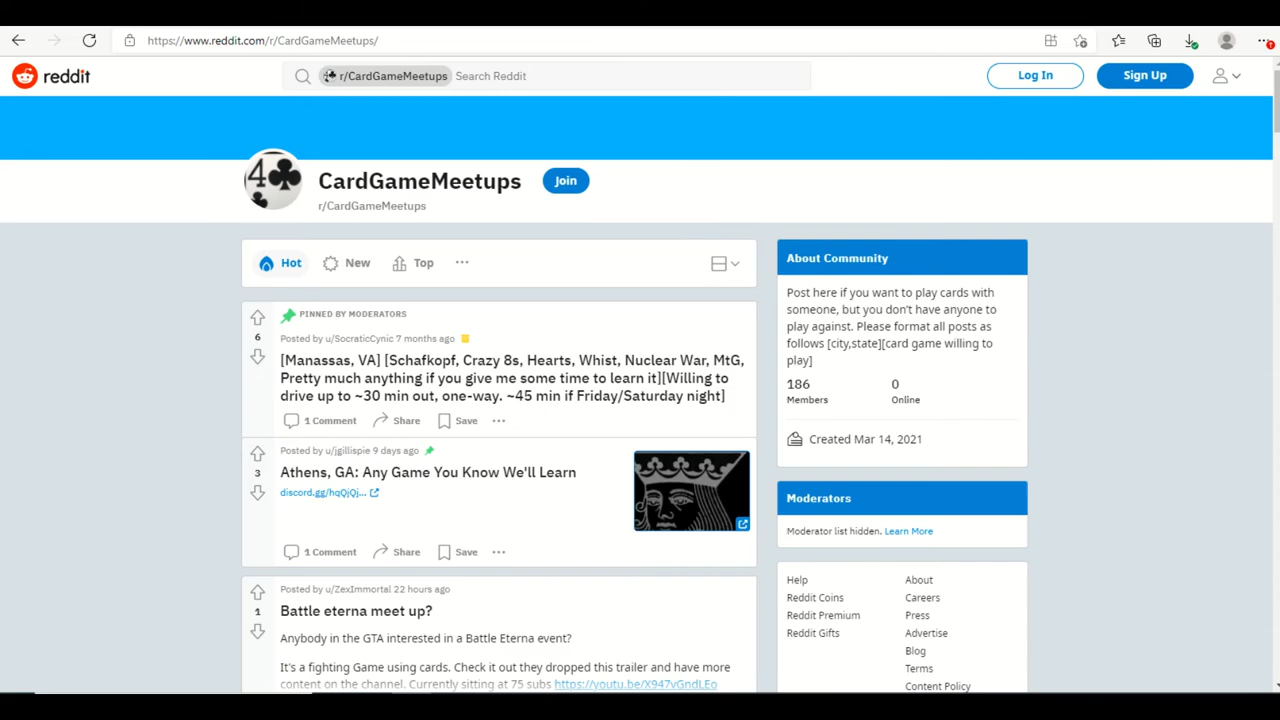 https://www.reddit.com/r/CardGameMeetups/
reddit
r/CardGameMeetups Search Reddit
Log In
Sign Up
4
CardGameMeetups
Join
r/CardGameMeetups
Hot
New
Top
PINNED BY MODERATORS
6
Posted by u/SocraticCynic 7 months ago
[Manassas, VA] [Schafkopf, Crazy 8s, Hearts, Whist, Nuclear War, MtG,
Pretty much anything if you give me some time to learn it][Willing to
drive up to ~30 min out, one-way. ~45 min if Friday/Saturday night]
1 Comment Share Save
Posted by u/jgillispie 9 days ago
3
Athens, GA: Any Game You Know We'll Learn
discord.gg/hqQjQj...
1 Comment Share Save
Posted by u/ZexImmortal 22 hours ago
1
Battle eterna meet up?
Anybody in the GTA interested in a Battle Eterna event?
It's a fighting Game using cards. Check it out they dropped this trailer and have more
content on the channel. Currently sitting at 75 subs https://youtu.be/X947vGndLEo
About Community
Post here if you want to play cards with
someone, but you don't have anyone to
play against. Please format all posts as
follows [city,state][card game willing to
play]
186 0
Members Online
Created Mar 14, 2021
Moderators
Moderator list hidden. Learn More
Help About
Reddit Coins Careers
Reddit Premium Press
Reddit Gifts Advertise
Blog
Terms
Content Policy